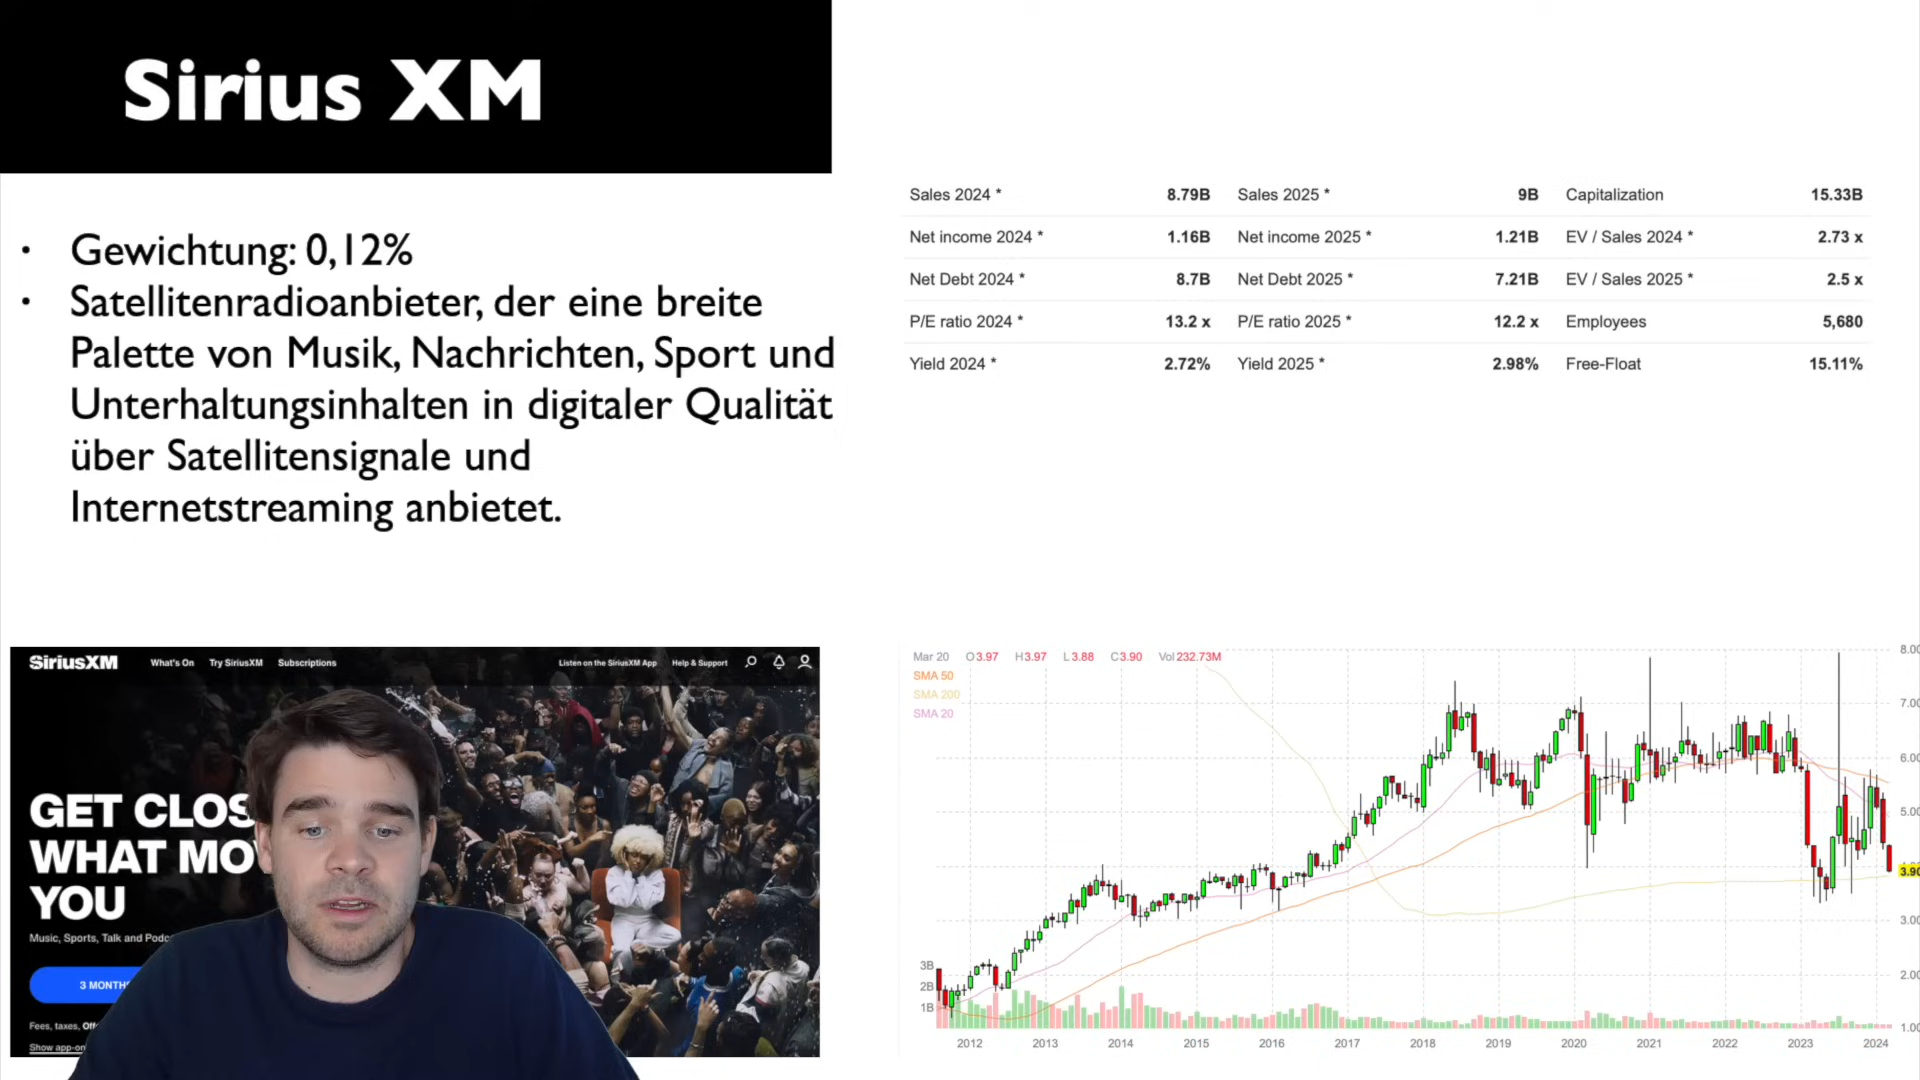 Sirius XM
· Gewichtung: 0,12%
· Satellitenradioanbieter, der eine breite
Palette von Musik, Nachrichten, Sport und
Unterhaltungsinhalten in digitaler Qualität
über Satellitensignale und
Internetstreaming anbietet.
Sales 2024 * 8.79B Sales 2025 * 9B Capitalization 15.33B
Net income 2024 * 1.16B Net income 2025 * 1.21B EV / Sales 2024 * 2.73 x
Net Debt 2024 * 8.7B Net Debt 2025 * 7.21B EV / Sales 2025 * 2.5 x
P/E ratio 2024 * 13.2 x P/E ratio 2025 * 12.2 x Employees 5,680
Yield 2024 * 2.72% Yield 2025 * 2.98% Free-Float 15.11%
SiriusXM What's On Try SiriusXM Subscriptions Listen on the SiriusXM App Help & Support
GET CLOS
WHAT MO
YOU
Music, Sports, Talk and Podc
3 MONTH
Fees, taxes, Off
Show app-on
Mar 20 O3.97 H3.97 L3.88 C3.90 Vol232.73M
SMA 50
SMA 200
SMA 20
8.00
7.00
6.00
5.00
3.90
3.00
2.00
1.00
3B
2B
1B
2012 2013 2014 2015 2016 2017 2018 2019 2020 2021 2022 2023 2024